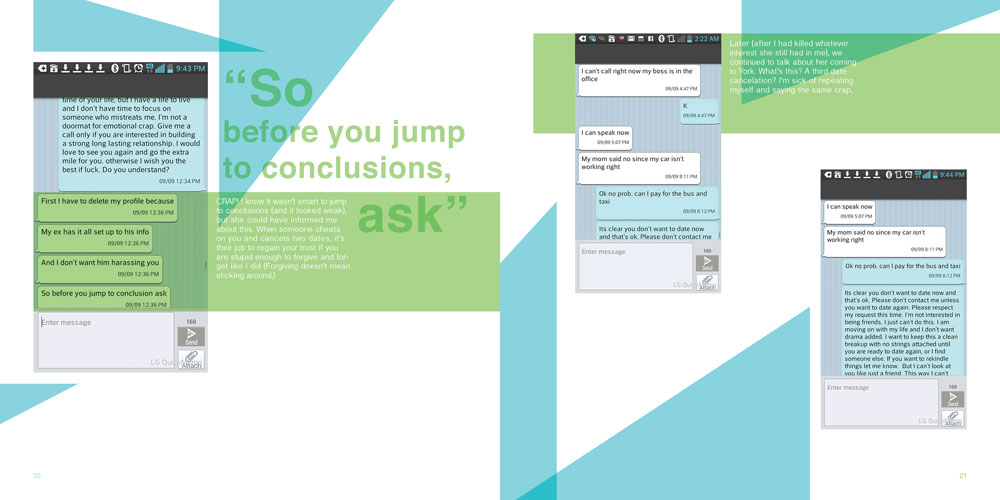 9:43 PM
time of your life, but I have a life to live
and I don't have time to focus on
someone who mistreats me. I'm not a
doormat for emotional crap. Give me a
call only if you are interested in building
a strong long lasting relationship. I would
love to see you again and go the extra
mile for you. otherwise I wish you the
best if luck. Do you understand?
09/09 12:34 PM
First I have to delete my profile because
09/09 12:36 PM
My ex has it all set up to his info
09/09 12:36 PM
And I don't want him harassing you
09/09 12:36 PM
So before you jump to conclusion ask
09/09 12:36 PM
Enter message
160
Send
Attach
“So
before you jump
to conclusions,
ask”
CRAP! I know it wasn't smart to jump
to conclusions (and it looked weak),
but she could have informed me
about this. When someone cheats
on you and cancels two dates, it's
their job to regain your trust if you
are stupid enough to forgive and for-
get like I did (Forgiving doesn't mean
sticking around.)
20
2:22 AM
I can't call right now my boss is in the
office
09/09 4:47 PM
K
09/09 4:47 PM
I can speak now
09/09 5:07 PM
My mom said no since my car isn't
working right
09/09 8:11 PM
Ok no prob. can I pay for the bus and
taxi
09/09 8:12 PM
Its clear you don't want to date now
and that's ok. Please don't contact me
Enter message
160
Send
Attach
Later (after I had killed whatever
interest she still had in me), we
continued to talk about her coming
to York. What's this? A third date
cancelation? I'm sick of repeating
myself and saying the same crap.
9:44 PM
I can speak now
09/09 5:07 PM
My mom said no since my car isn't
working right
09/09 8:11 PM
Ok no prob. can I pay for the bus and taxi
09/09 8:12 PM
Its clear you don't want to date now and
that's ok. Please don't contact me unless
you want to date again. Please respect
my request this time. I'm not interested in
being friends. I just can't do this. I am
moving on with my life and I don't want
drama added. I want to keep this a clean
breakup with no strings attached until
you are ready to date again, or I find
someone else. If you want to rekindle
things let me know. But I can't look at
you like just a friend. This way I can't
Enter message
160
Send
Attach
21